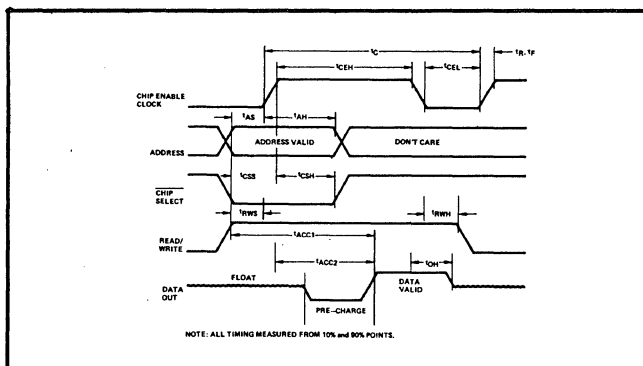 tC
tR-tF
tCEH
tCEL
CHIP ENABLE
CLOCK
tAS
tAH
ADDRESS
ADDRESS VALID
DON'T CARE
tCSS
tCSH
CHIP
SELECT
tRWS
tRWH
READ/
WRITE
tACC1
tACC2
tOH
FLOAT
DATA
OUT
DATA
VALID
PRE-CHARGE
NOTE: ALL TIMING MEASURED FROM 10% and 90% POINTS.